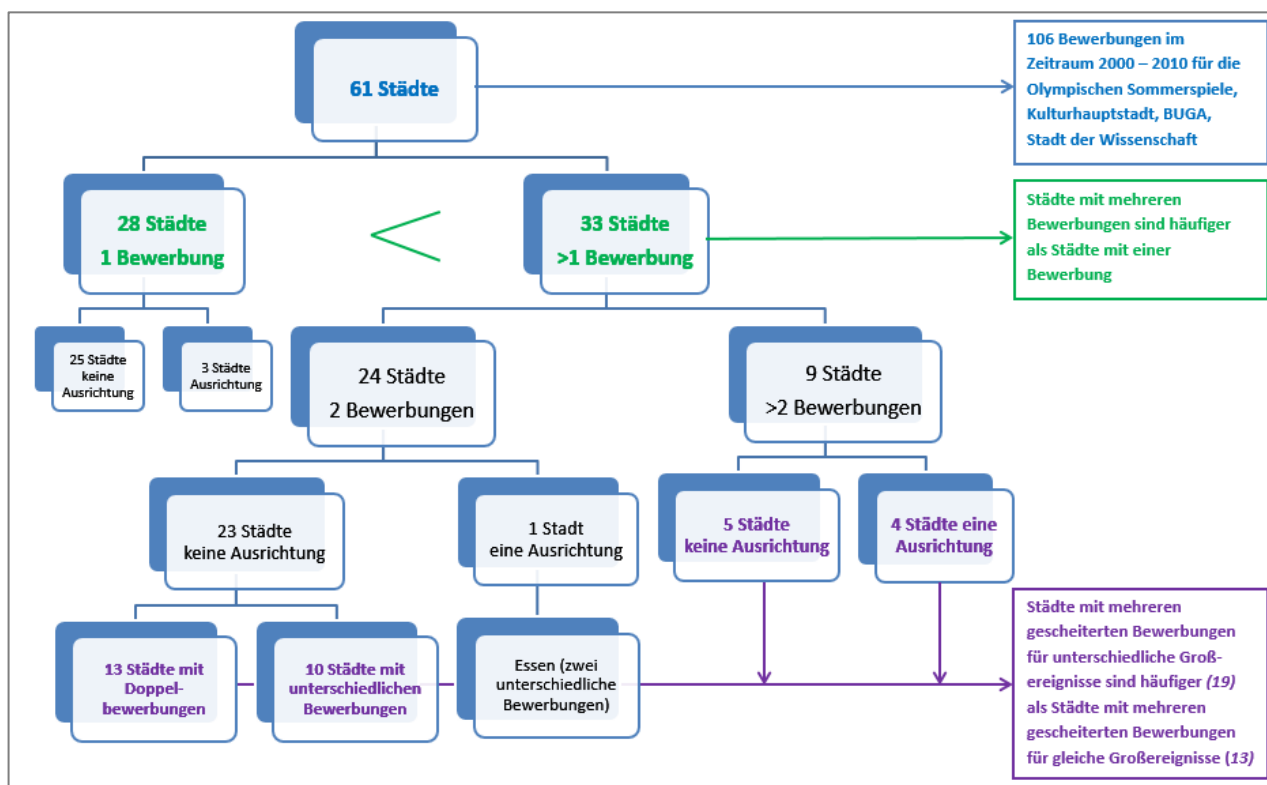 61 Städte
106 Bewerbungen im
Zeitraum 2000 – 2010 für die
Olympischen Sommerspiele,
Kulturhauptstadt, BUGA,
Stadt der Wissenschaft
28 Städte
1 Bewerbung
<
33 Städte
>1 Bewerbung
Städte mit mehreren
Bewerbungen sind häufiger
als Städte mit einer
Bewerbung
25 Städte
keine
Ausrichtung
3 Städte
Ausrichtung
24 Städte
2 Bewerbungen
9 Städte
>2 Bewerbungen
23 Städte
keine Ausrichtung
1 Stadt
eine Ausrichtung
5 Städte
keine Ausrichtung
4 Städte eine
Ausrichtung
13 Städte mit
Doppel-
bewerbungen
10 Städte mit
unterschiedlichen
Bewerbungen
Essen (zwei
unterschiedliche
Bewerbungen)
Städte mit mehreren
gescheiterten Bewerbungen
für unterschiedliche Groß-
ereignisse sind häufiger (19)
als Städte mit mehreren
gescheiterten Bewerbungen
für gleiche Großereignisse (13)